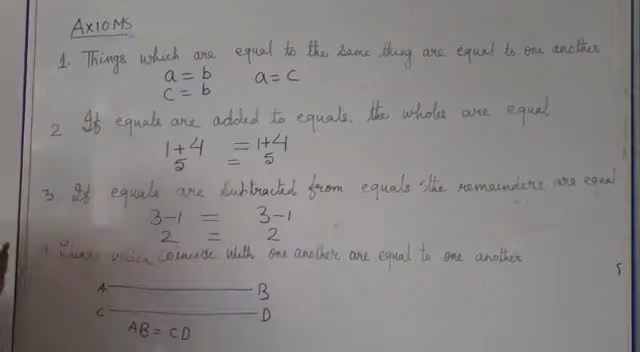 AXIOMS
1. Things which are equal to the same thing are equal to one another
a = b a = c
c = b
2 If equals are added to equals, the wholes are equal
1+4 = 1+4
5 = 5
3. If equals are subtracted from equals the remainders are equal
3-1 = 3-1
2 = 2
which coincide with one another are equal to one another.
A B
C D
AB = CD